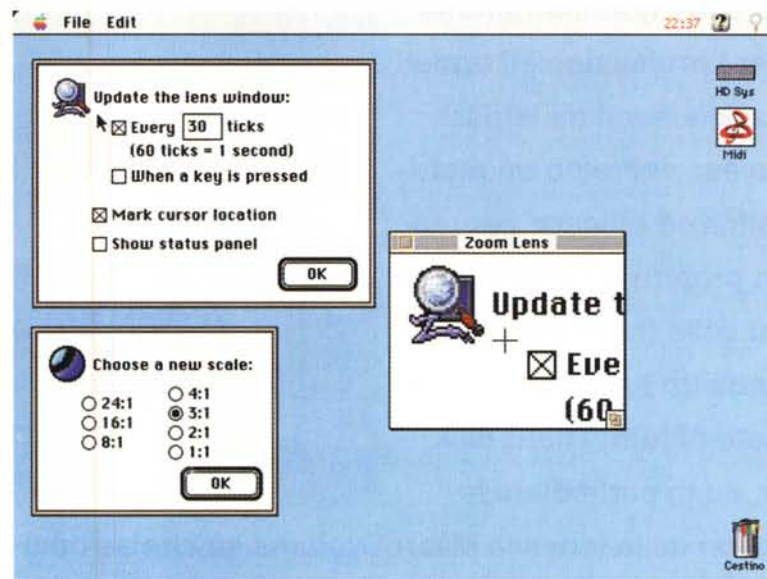 File Edit
22:37
HD Sys
Midi
Update the lens window:
Every 30 ticks
(60 ticks = 1 second)
When a key is pressed
Mark cursor location
Show status panel
OK
Zoom Lens
Update t
Eve
(60
Choose a new scale:
24:1
16:1
8:1
4:1
3:1
2:1
1:1
OK
Cestino